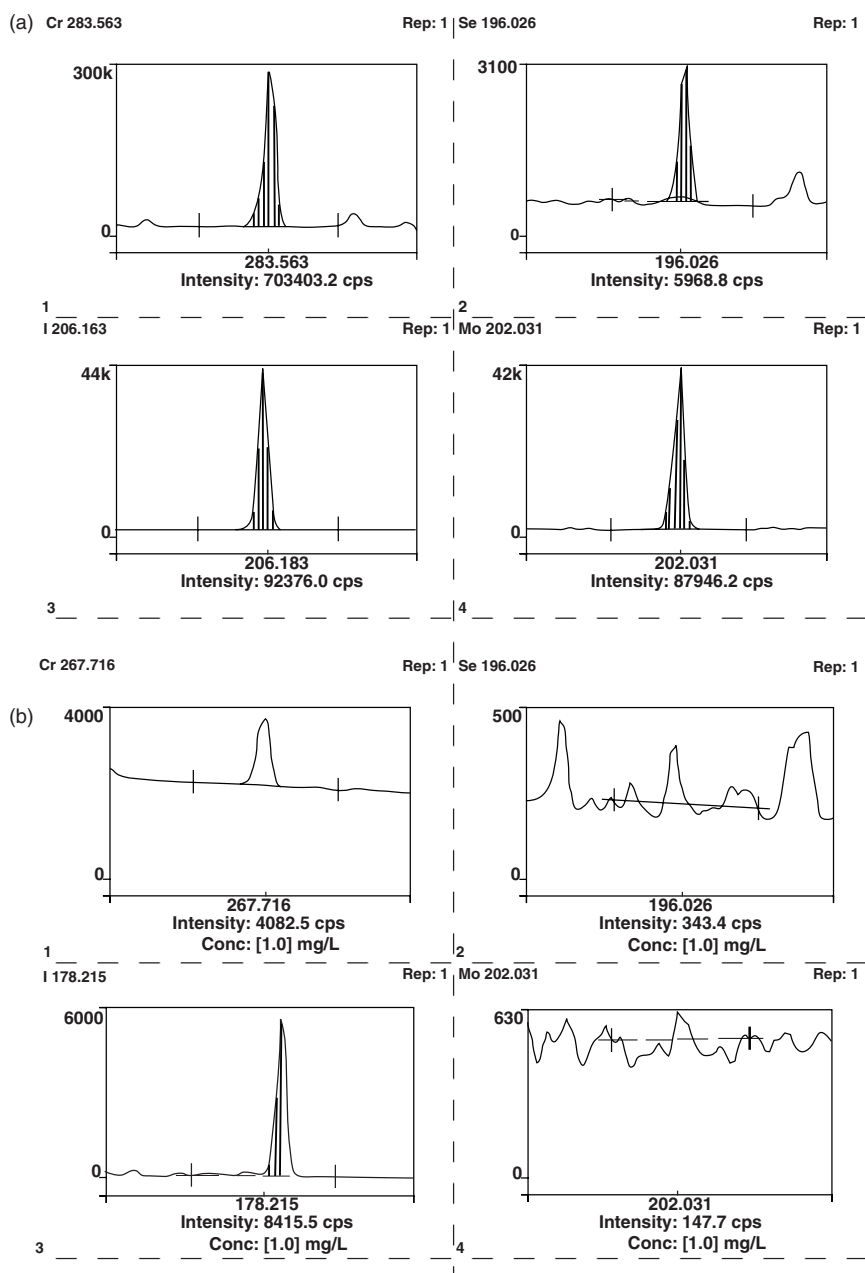 (a) Cr 283.563 Rep: 1 Se 196.026 Rep: 1
300k 3100
0 0
283.563 196.026
Intensity: 703403.2 cps Intensity: 5968.8 cps
1 2
I 206.163 Rep: 1 Mo 202.031 Rep: 1
44k 42k
0 0
206.183 202.031
Intensity: 92376.0 cps Intensity: 87946.2 cps
3 4
Cr 267.716 Rep: 1 Se 196.026 Rep: 1
(b) 4000 500
0 0
267.716 196.026
Intensity: 4082.5 cps Intensity: 343.4 cps
Conc: [1.0] mg/L Conc: [1.0] mg/L
1 2
I 178.215 Rep: 1 Mo 202.031 Rep: 1
6000 630
0 0
178.215 202.031
Intensity: 8415.5 cps Intensity: 147.7 cps
Conc: [1.0] mg/L Conc: [1.0] mg/L
3 4